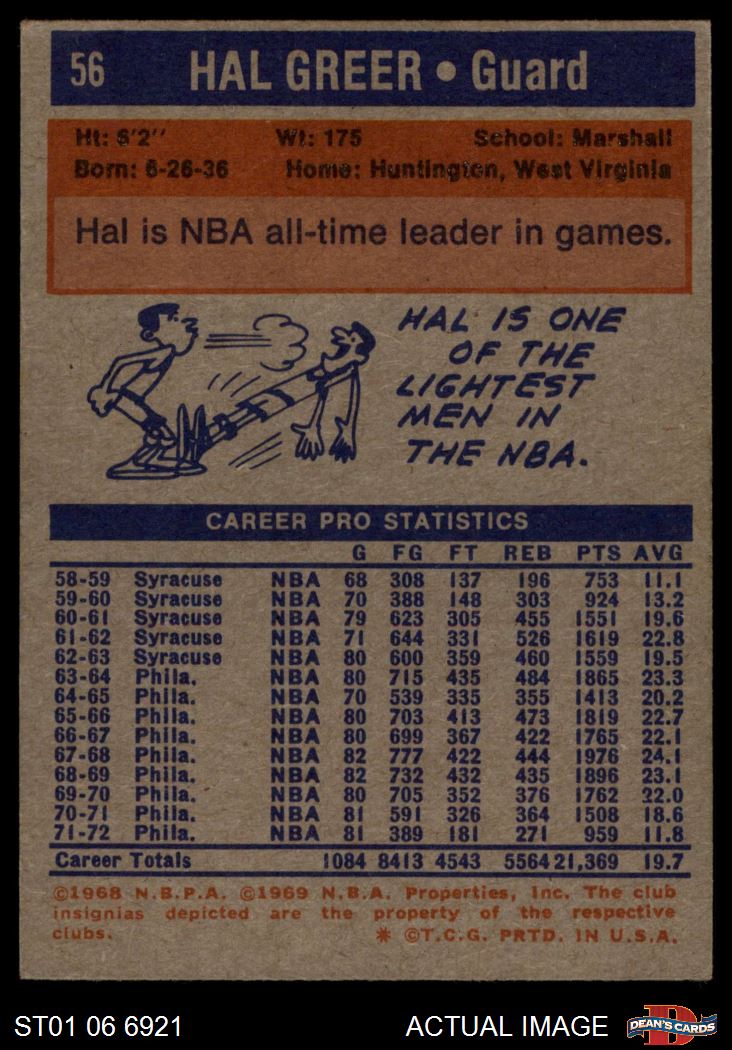 56 HAL GREER • Guard
Ht: 6'2'' Wt: 175 School: Marshall
Born: 6-26-36 Home: Huntington, West Virginia
Hal is NBA all-time leader in games.
HAL IS ONE
OF THE
LIGHTEST
MEN IN
THE NBA.
CAREER PRO STATISTICS
G FG FT REB PTS AVG
58-59 Syracuse NBA 68 308 137 196 753 11.1
59-60 Syracuse NBA 70 388 148 303 924 13.2
60-61 Syracuse NBA 79 623 305 455 1551 19.6
61-62 Syracuse NBA 71 644 331 526 1619 22.8
62-63 Syracuse NBA 80 600 359 460 1559 19.5
63-64 Phila. NBA 80 715 435 484 1865 23.3
64-65 Phila. NBA 70 539 335 355 1413 20.2
65-66 Phila. NBA 80 703 413 473 1819 22.7
66-67 Phila. NBA 80 699 367 422 1765 22.1
67-68 Phila. NBA 82 777 422 444 1976 24.1
68-69 Phila. NBA 82 732 432 435 1896 23.1
69-70 Phila. NBA 80 705 352 376 1762 22.0
70-71 Phila. NBA 81 591 326 364 1508 18.6
71-72 Phila. NBA 81 389 181 271 959 11.8
Career Totals 1084 8413 4543 5564 21,369 19.7
©1968 N.B.P.A. ©1969 N.B.A. Properties, Inc. The club
insignias depicted are the property of the respective
clubs. * ©T.C.G. PRTD. IN U.S.A.
ST01 06 6921 ACTUAL IMAGE DEAN'S CARDS